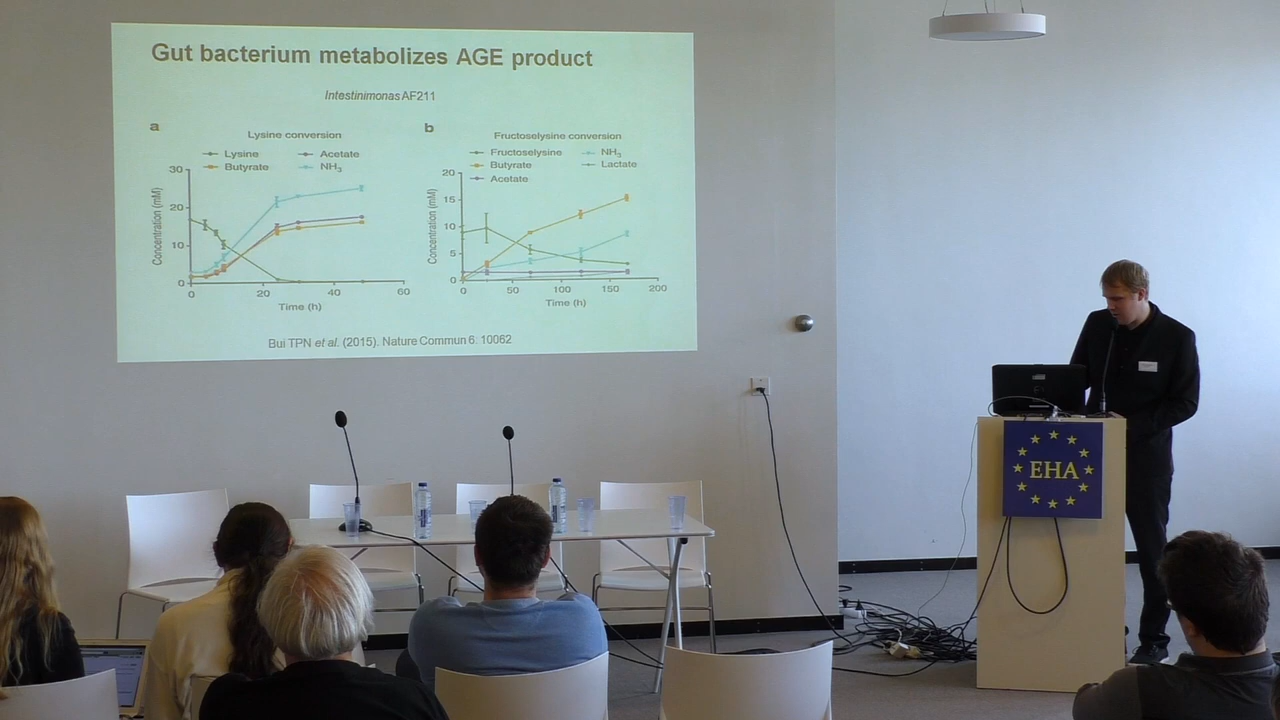 Gut bacterium metabolizes AGE product
Intestinimonas AF211
a
Lysine conversion
Lysine
Acetate
Butyrate
NH3
Concentration (mM)
30
20
10
0
0 20 40 60
Time (h)
b
Fructoselysine conversion
Fructoselysine
NH3
Butyrate
Lactate
Acetate
Concentration (mM)
20
15
10
5
0
0 50 100 150 200
Time (h)
Bui TPN et al. (2015). Nature Commun 6: 10062
EHA